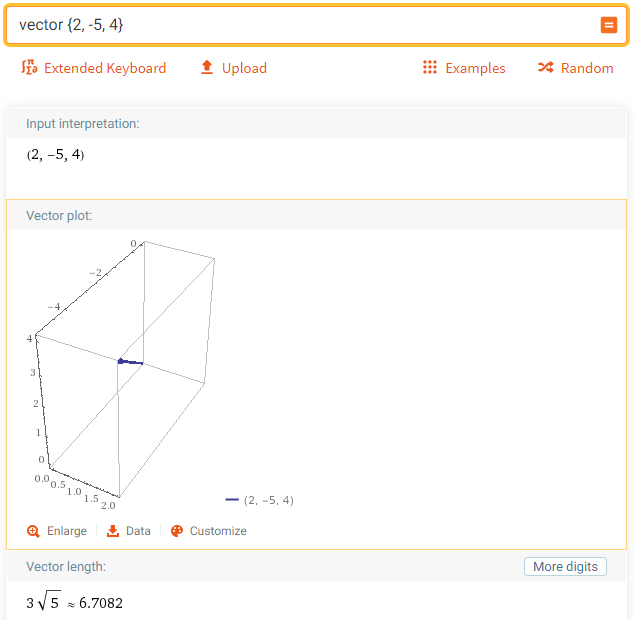 vector {2, -5, 4}
Extended Keyboard Upload Examples Random
Input interpretation:
(2, −5, 4)
Vector plot:
0
−2
−4
4
3
2
1
0
0.0 0.5 1.0 1.5 2.0
(2, −5, 4)
Enlarge Data Customize
Vector length: More digits
3 √5 ≈ 6.7082